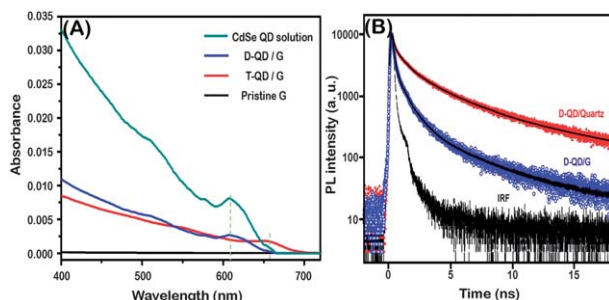 (A)
CdSe QD solution
D-QD / G
T-QD / G
Pristine G
Absorbance
0.035
0.030
0.025
0.020
0.015
0.010
0.005
0.000
400
500
600
700
Wavelength (nm)
(B)
D-QD/Quartz
D-QD/G
IRF
PL intensity (a. u.)
10000
1000
100
10
0
5
10
15
Time (ns)